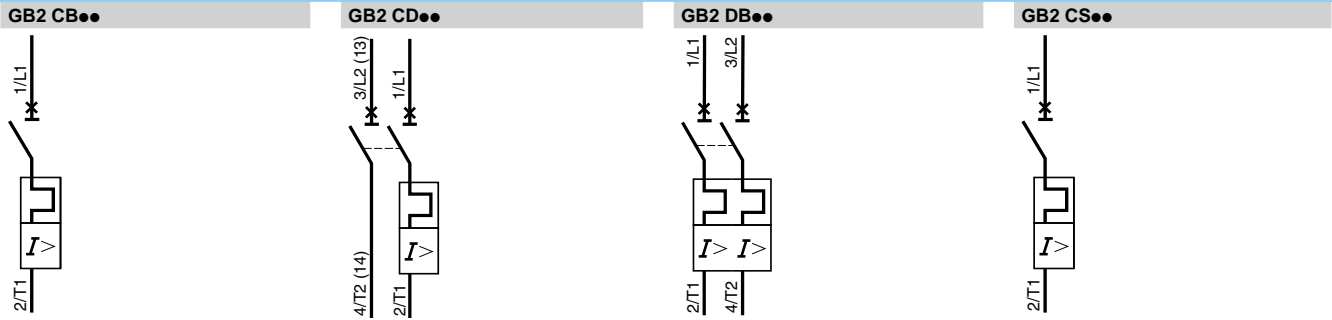 GB2 CB●●
GB2 CD●●
GB2 DB●●
GB2 CS●●
1/L1
3/L2 (13)
1/L1
1/L1
3/L2
1/L1
I>
I>
I> I>
I>
2/T1
4/T2 (14)
2/T1
2/T1
4/T2
2/T1